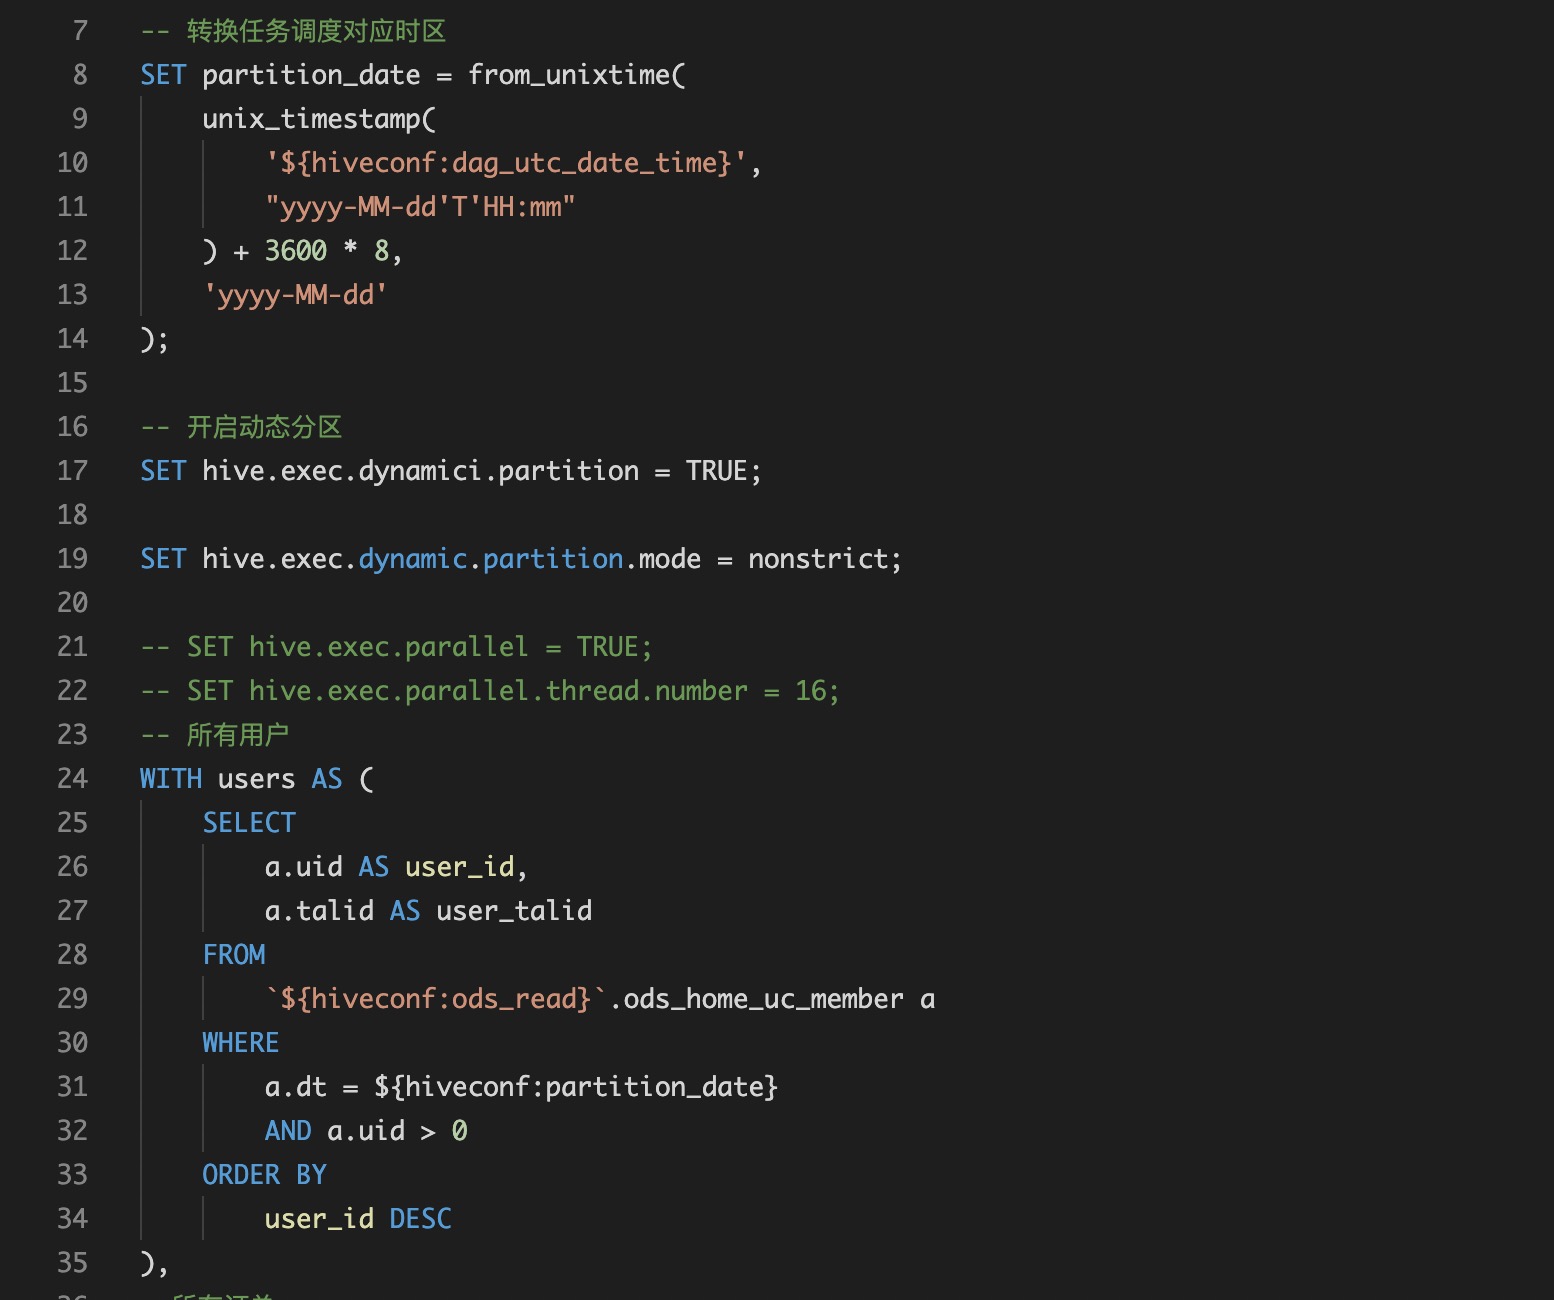 7 -- 转换任务调度对应时区
8 SET partition_date = from_unixtime(
9 unix_timestamp(
10 '${hiveconf:dag_utc_date_time}',
11 "yyyy-MM-dd'T'HH:mm"
12 ) + 3600 * 8,
13 'yyyy-MM-dd'
14 );
15
16 -- 开启动态分区
17 SET hive.exec.dynamici.partition = TRUE;
18
19 SET hive.exec.dynamic.partition.mode = nonstrict;
20
21 -- SET hive.exec.parallel = TRUE;
22 -- SET hive.exec.parallel.thread.number = 16;
23 -- 所有用户
24 WITH users AS (
25 SELECT
26 a.uid AS user_id,
27 a.talid AS user_talid
28 FROM
29 `${hiveconf:ods_read}`.ods_home_uc_member a
30 WHERE
31 a.dt = ${hiveconf:partition_date}
32 AND a.uid > 0
33 ORDER BY
34 user_id DESC
35 ),